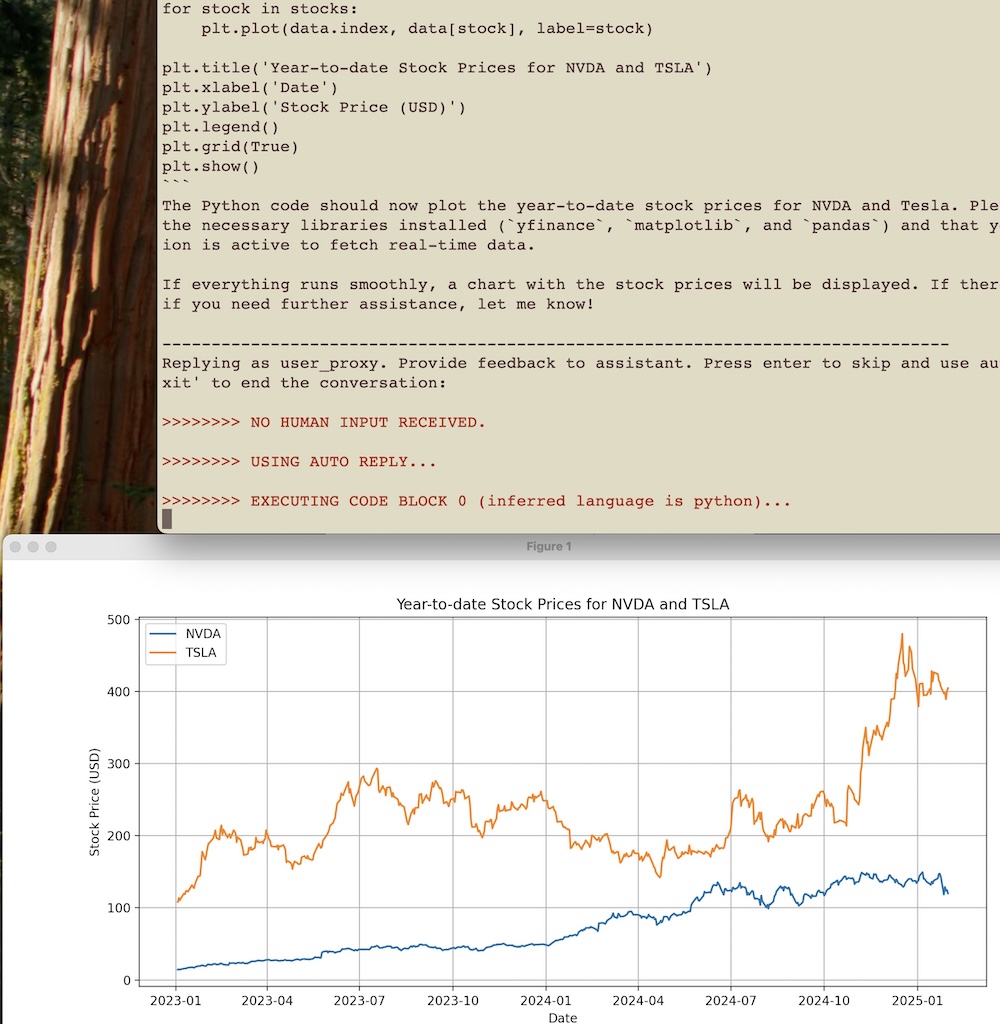 for stock in stocks:
    plt.plot(data.index, data[stock], label=stock)
plt.title('Year-to-date Stock Prices for NVDA and TSLA')
plt.xlabel('Date')
plt.ylabel('Stock Price (USD)')
plt.legend()
plt.grid(True)
plt.show()
```
The Python code should now plot the year-to-date stock prices for NVDA and Tesla. Ple
the necessary libraries installed (`yfinance`, `matplotlib`, and `pandas`) and that y
ion is active to fetch real-time data.
If everything runs smoothly, a chart with the stock prices will be displayed. If ther
if you need further assistance, let me know!
--------------------------------------------------------------------------------
Replying as user_proxy. Provide feedback to assistant. Press enter to skip and use au
xit' to end the conversation:
>>>>>>>> NO HUMAN INPUT RECEIVED.
>>>>>>>> USING AUTO REPLY...
>>>>>>>> EXECUTING CODE BLOCK 0 (inferred language is python)...
Figure 1
Year-to-date Stock Prices for NVDA and TSLA
NVDA
TSLA
Stock Price (USD)
500
400
300
200
100
0
2023-01 2023-04 2023-07 2023-10 2024-01 2024-04 2024-07 2024-10 2025-01
Date